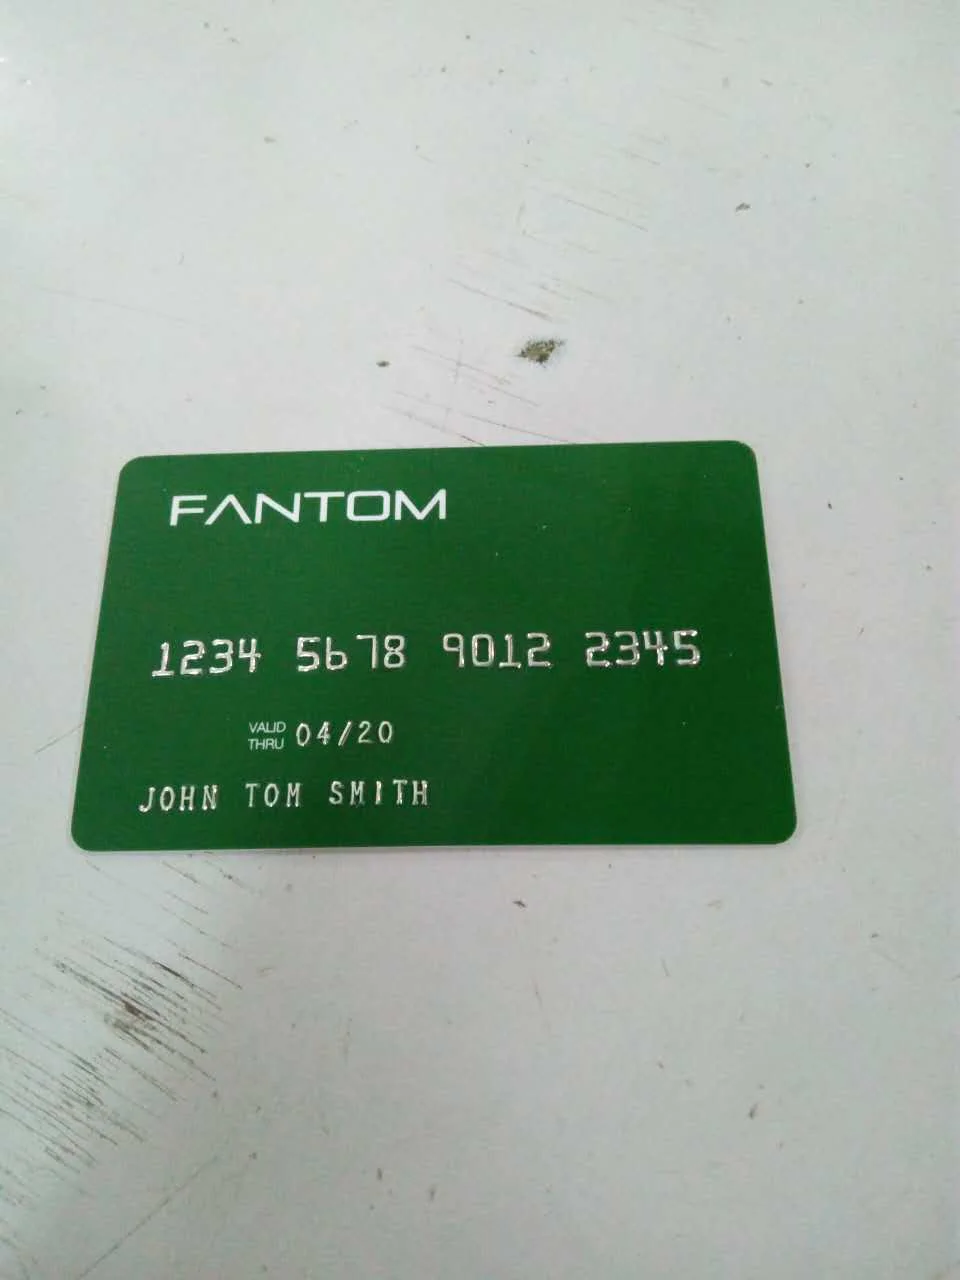 FANTOM
1234 5678 9012 2345
VALID THRU 04/20
JOHN TOM SMITH